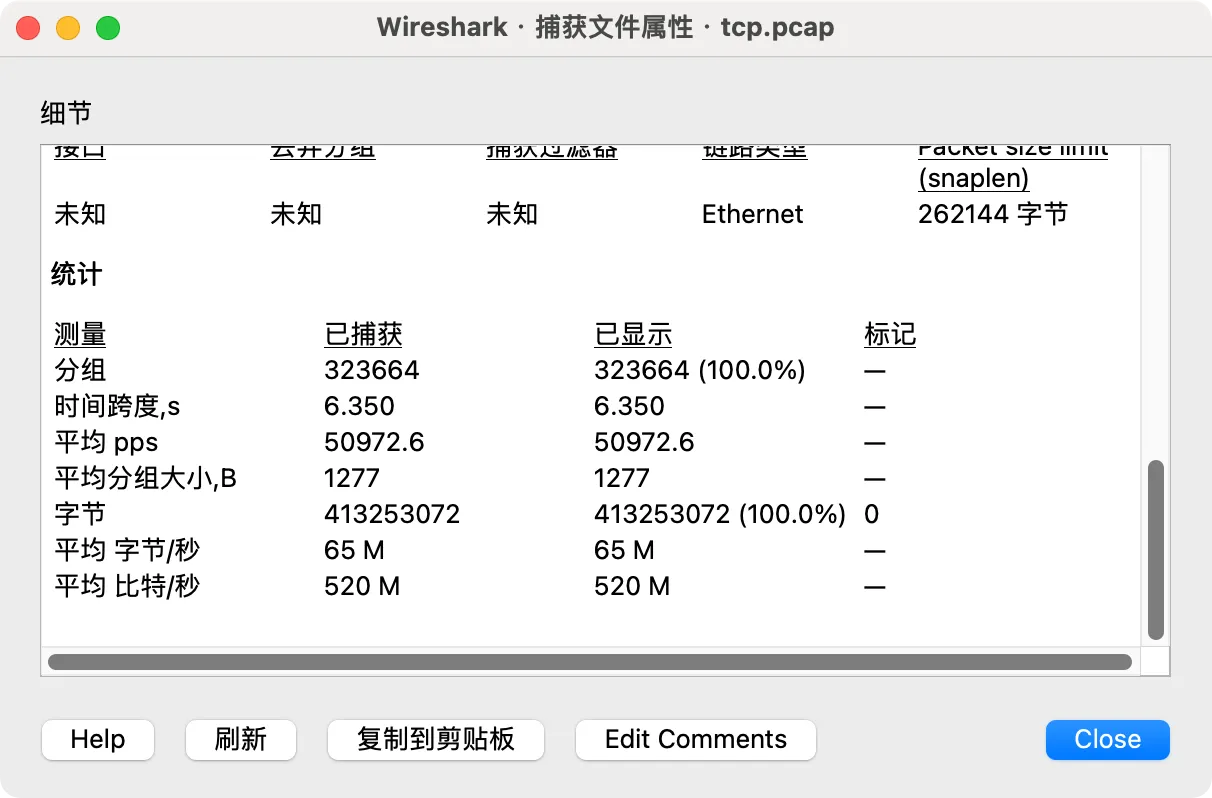 Wireshark · 捕获文件属性 · tcp.pcap
细节
接口 丢弃分组 捕获过滤器 链路类型 Packet size limit
(snaplen)
未知 未知 未知 Ethernet 262144 字节
统计
测量 已捕获 已显示 标记
分组 323664 323664 (100.0%) —
时间跨度,s 6.350 6.350 —
平均 pps 50972.6 50972.6 —
平均分组大小,B 1277 1277 —
字节 413253072 413253072 (100.0%) 0
平均 字节/秒 65 M 65 M —
平均 比特/秒 520 M 520 M —
Help 刷新 复制到剪贴板 Edit Comments Close